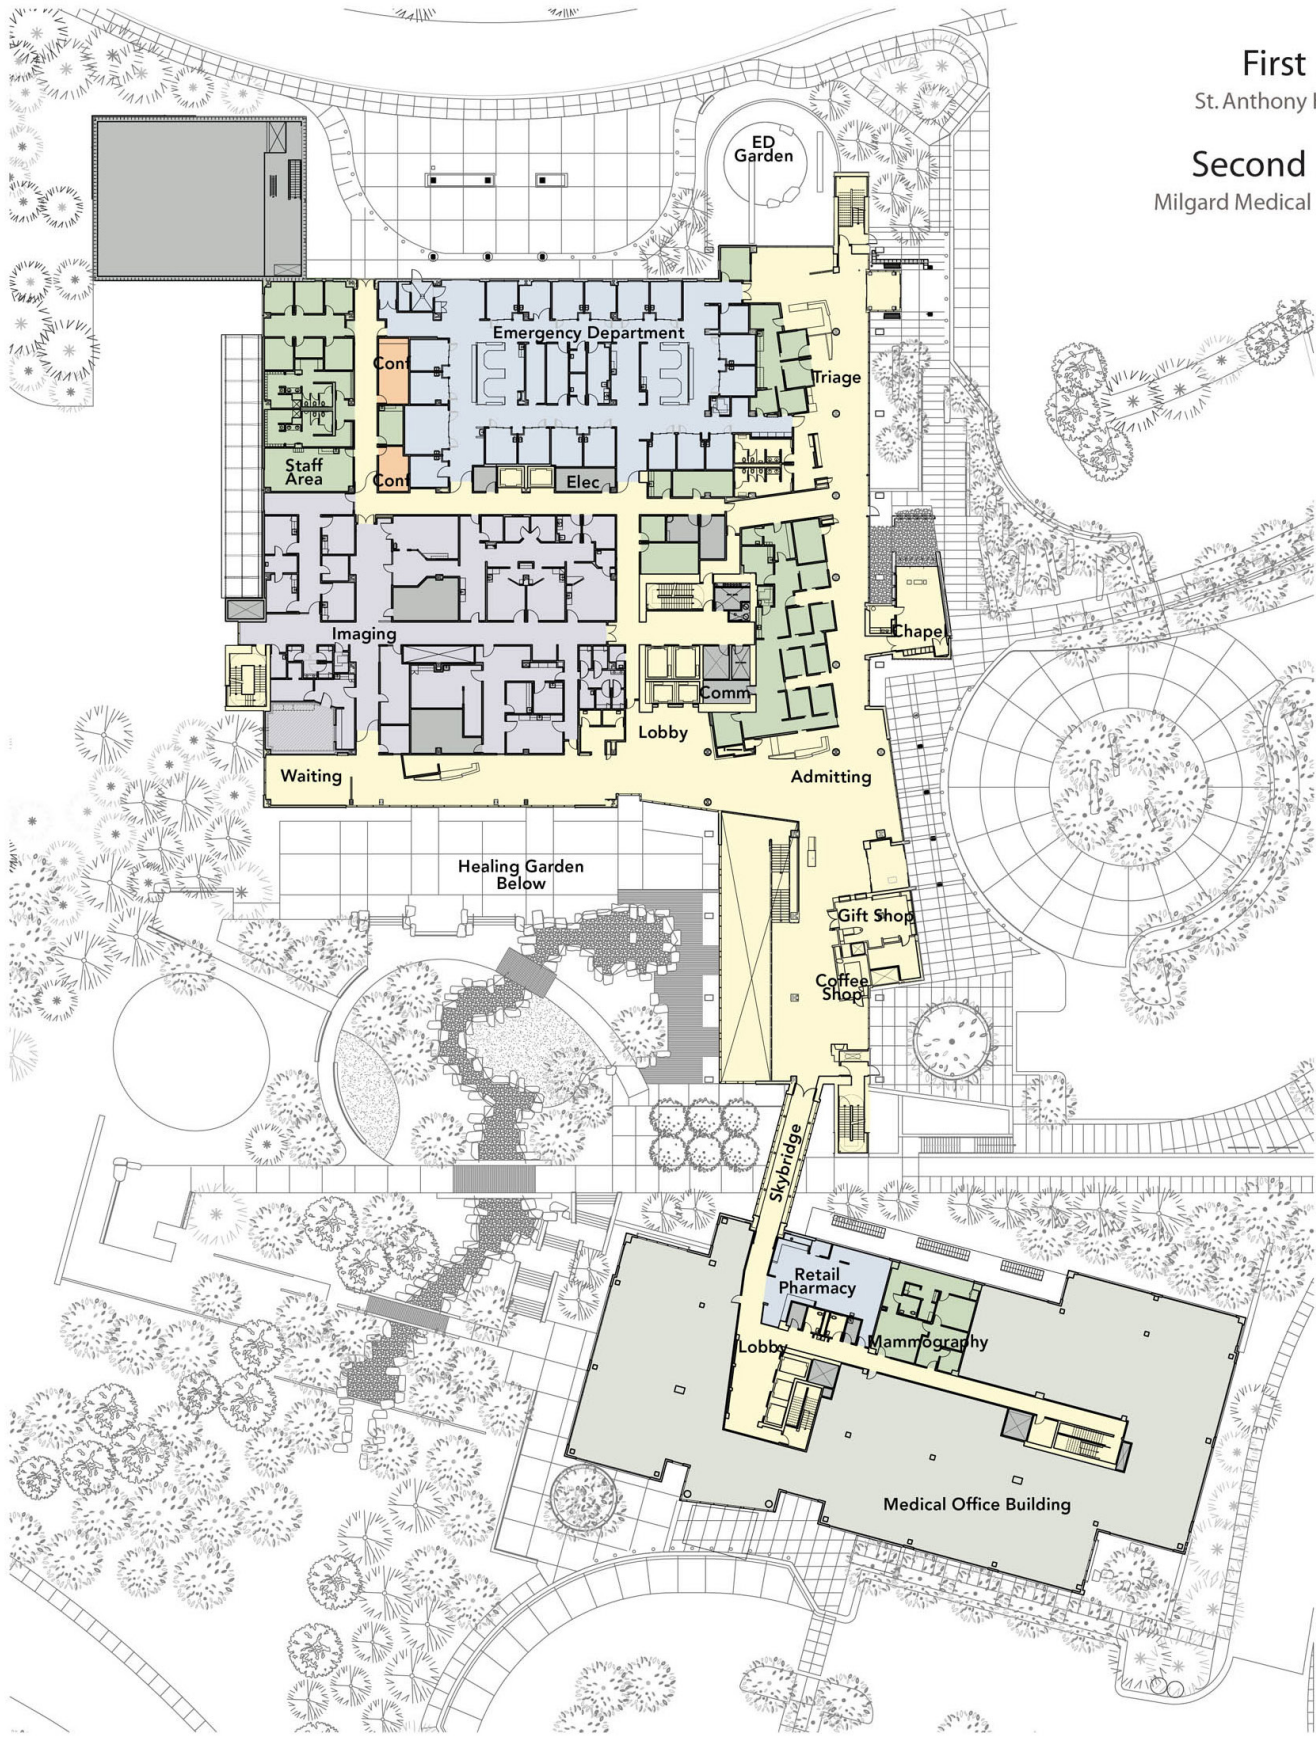 First
St. Anthony
Second
Milgard Medical
ED
Garden
Emergency Department
Conf
Triage
Staff
Area
Conf
Elec
Imaging
Chapel
Comm
Lobby
Waiting
Admitting
Healing Garden
Below
Gift Shop
Coffee
Shop
Skybridge
Retail
Pharmacy
Lobby
Mammography
Medical Office Building